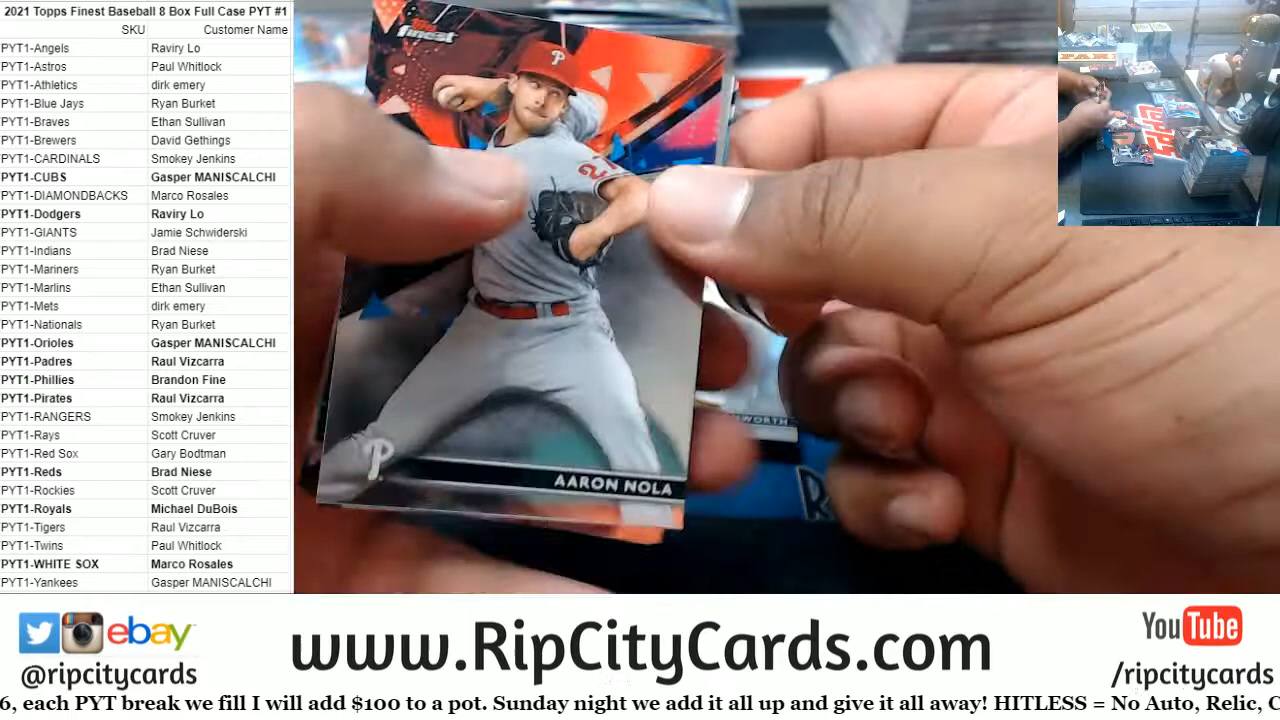 2021 Topps Finest Baseball 8 Box Full Case PYT #1
SKU Customer Name
PYT1-Angels Raviry Lo
PYT1-Astros Paul Whitlock
PYT1-Athletics dirk emery
PYT1-Blue Jays Ryan Burket
PYT1-Braves Ethan Sullivan
PYT1-Brewers David Gethings
PYT1-CARDINALS Smokey Jenkins
PYT1-CUBS Gasper MANISCALCHI
PYT1-DIAMONDBACKS Marco Rosales
PYT1-Dodgers Raviry Lo
PYT1-GIANTS Jamie Schwiderski
PYT1-Indians Brad Niese
PYT1-Mariners Ryan Burket
PYT1-Marlins Ethan Sullivan
PYT1-Mets dirk emery
PYT1-Nationals Ryan Burket
PYT1-Orioles Gasper MANISCALCHI
PYT1-Padres Raul Vizcarra
PYT1-Phillies Brandon Fine
PYT1-Pirates Raul Vizcarra
PYT1-RANGERS Smokey Jenkins
PYT1-Rays Scott Cruver
PYT1-Red Sox Gary Bodtman
PYT1-Reds Brad Niese
PYT1-Rockies Scott Cruver
PYT1-Royals Michael DuBois
PYT1-Tigers Raul Vizcarra
PYT1-Twins Paul Whitlock
PYT1-WHITE SOX Marco Rosales
PYT1-Yankees Gasper MANISCALCHI
finest
P
2
P
AARON NOLA
WORTH
R
PANI
TOPPS
ebay
@ripcitycards
www.RipCityCards.com
YouTube
/ripcitycards
6, each PYT break we fill I will add $100 to a pot. Sunday night we add it all up and give it all away! HITLESS = No Auto, Relic, C